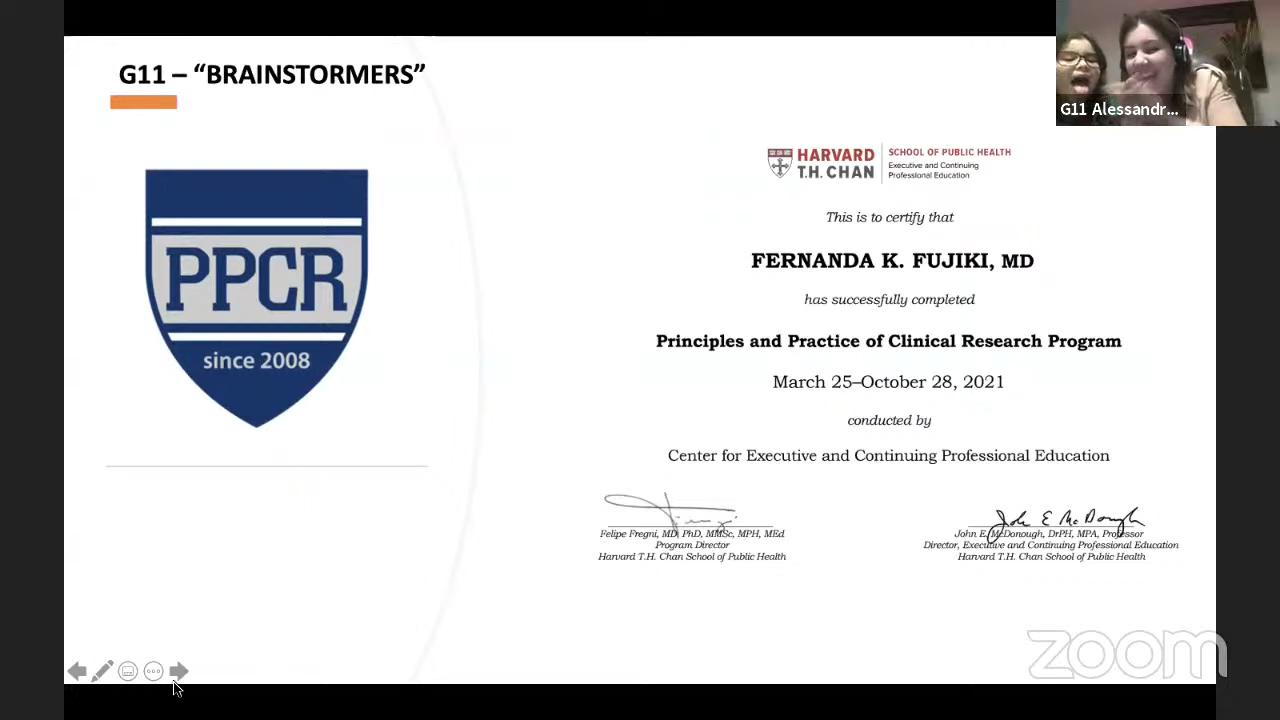 G11 – “BRAINSTORMERS”
G11 Alessandr...
PPCR
since 2008
HARVARD
T.H. CHAN
SCHOOL OF PUBLIC HEALTH
Executive and Continuing
Professional Education
This is to certify that
FERNANDA K. FUJIKI, MD
has successfully completed
Principles and Practice of Clinical Research Program
March 25–October 28, 2021
conducted by
Center for Executive and Continuing Professional Education
Felipe Fregni, MD, PhD, MMSc, MPH, MEd
Program Director
Harvard T.H. Chan School of Public Health
John E McDonough
John E. McDonough, DrPH, MPA, Professor
Director, Executive and Continuing Professional Education
Harvard T.H. Chan School of Public Health
zoom